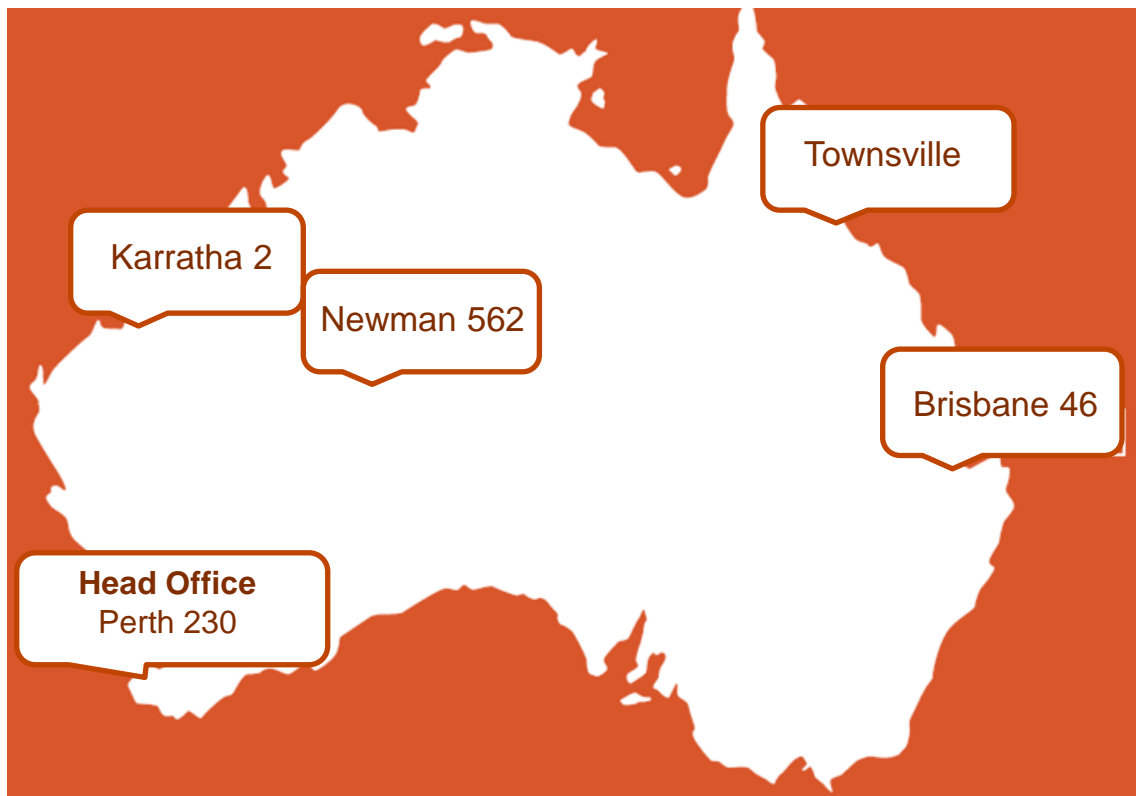 Townsville
Karratha 2
Newman 562
Brisbane 46
Head Office
Perth 230